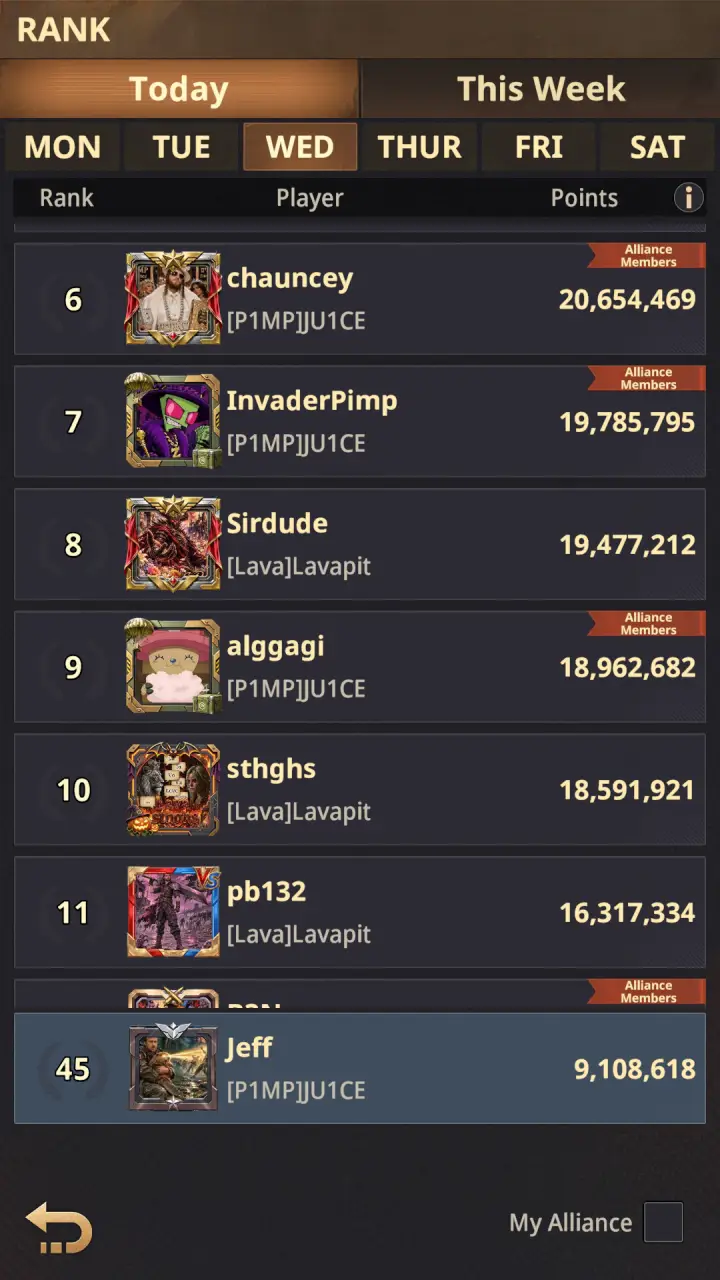 RANK
Today
This Week
MON
TUE
WED
THUR
FRI
SAT
Rank
Player
Points
Alliance
Members
6
chauncey
[P1MP]JU1CE
20,654,469
Alliance
Members
7
InvaderPimp
[P1MP]JU1CE
19,785,795
8
Sirdude
[Lava]Lavapit
19,477,212
Alliance
Members
9
alggagi
[P1MP]JU1CE
18,962,682
10
sthghs
[Lava]Lavapit
18,591,921
11
pb132
[Lava]Lavapit
16,317,334
Alliance
Members
45
Jeff
[P1MP]JU1CE
9,108,618
My Alliance